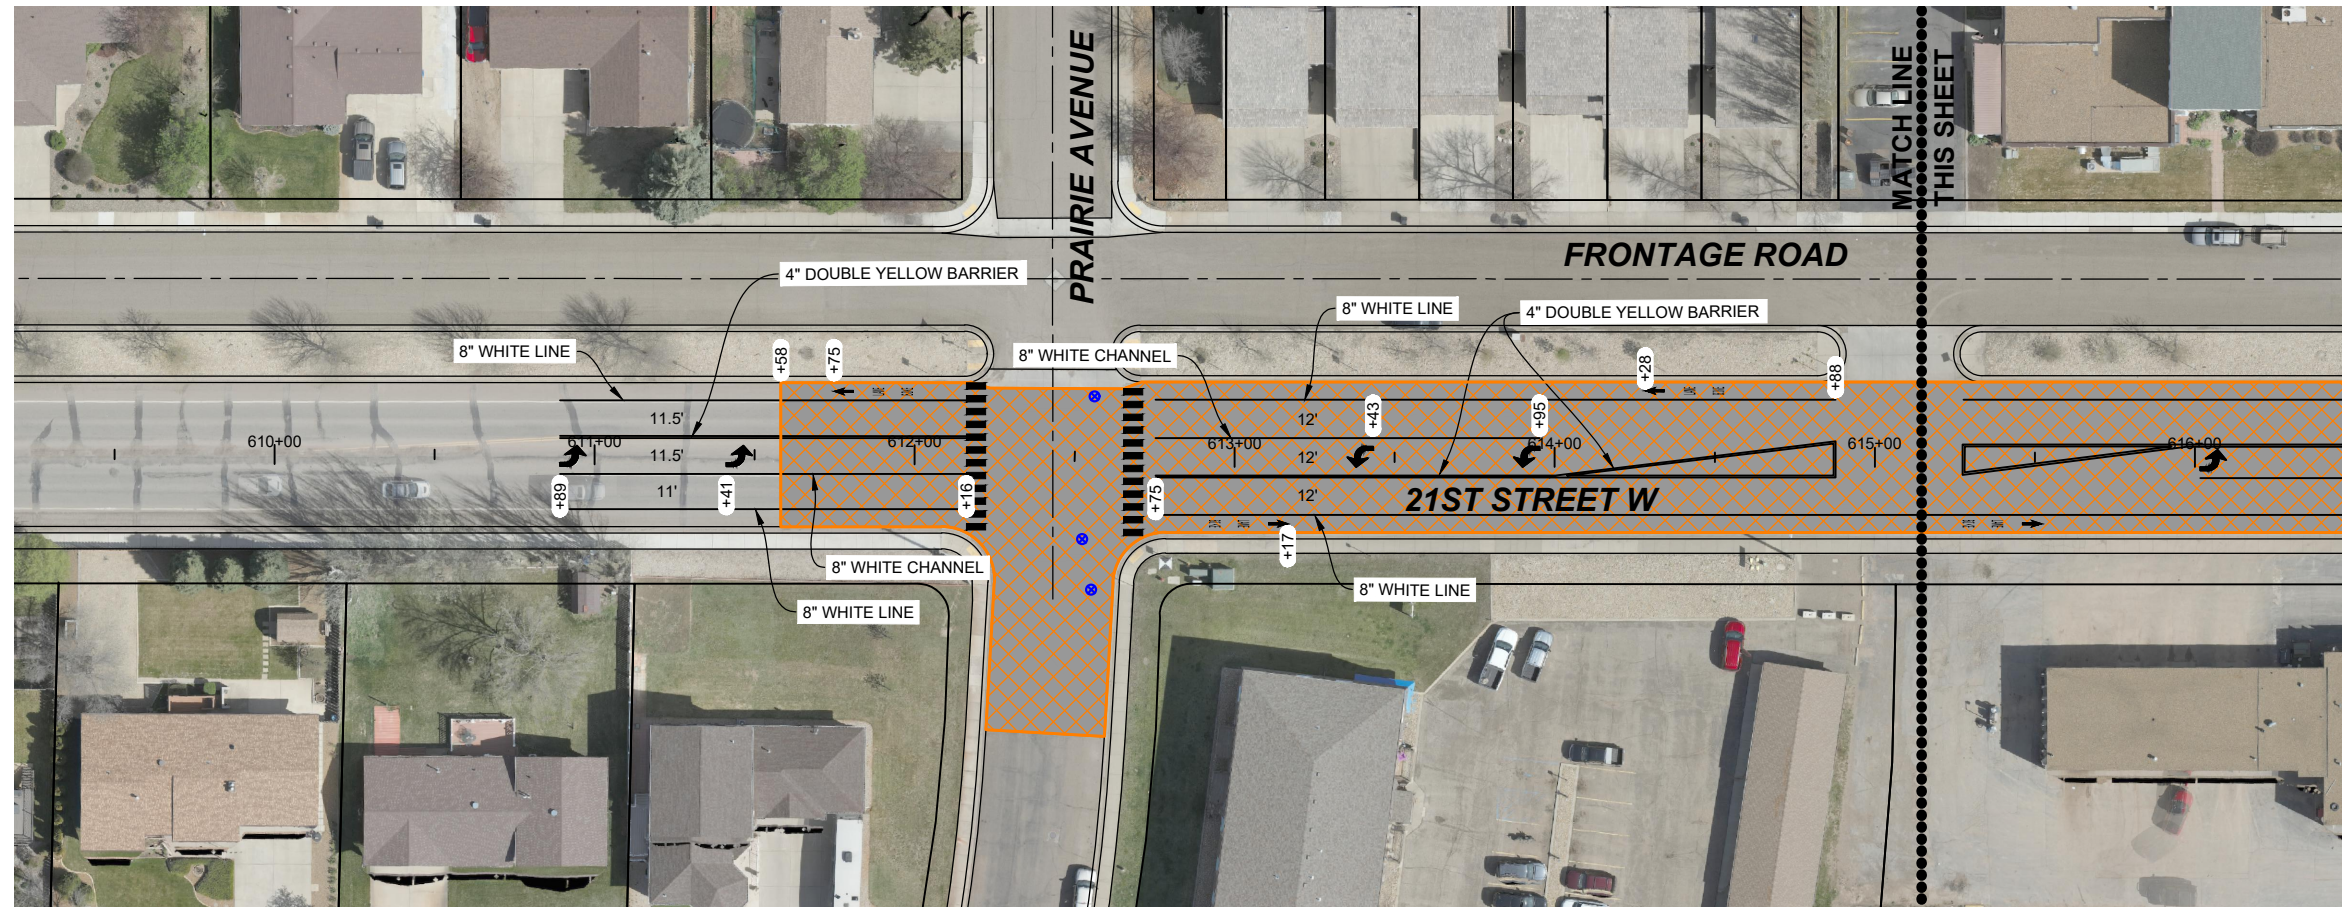 PRAIRIE AVENUE
MATCH LINE
THIS SHEET
FRONTAGE ROAD
4" DOUBLE YELLOW BARRIER
8" WHITE LINE
4" DOUBLE YELLOW BARRIER
8" WHITE LINE
8" WHITE CHANNEL
+58
+75
+28
+88
11.5'
12'
+43
+95
610+00
611+00
612+00
613+00
614+00
615+00
616+00
11.5'
12'
+89
11'
+41
+16
+75
12'
21ST STREET W
+17
8" WHITE CHANNEL
8" WHITE LINE
8" WHITE LINE